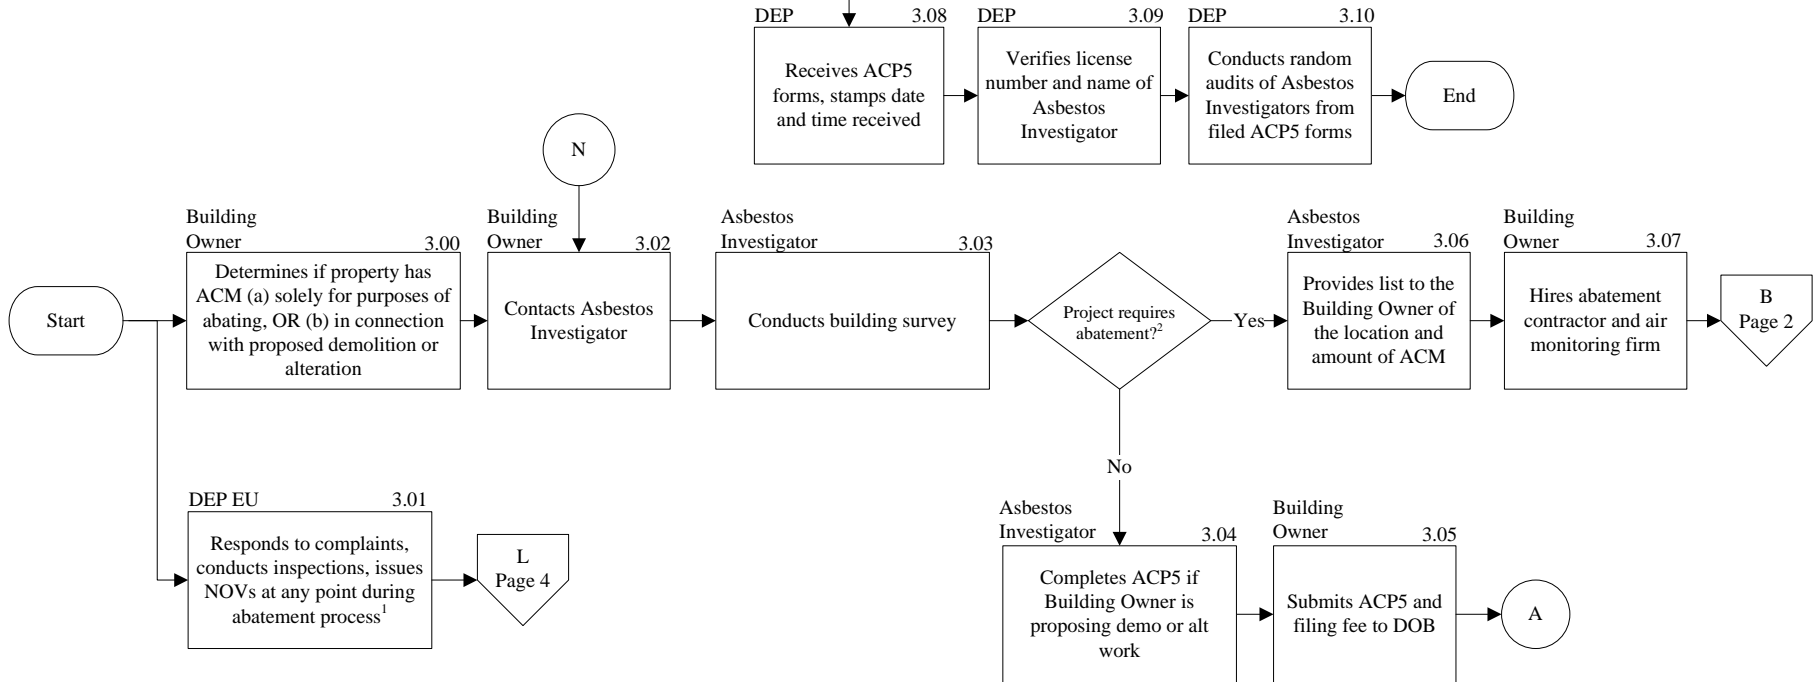 DEP 3.08
Receives ACP5
forms, stamps date
and time received
DEP 3.09
Verifies license
number and name of
Asbestos
Investigator
DEP 3.10
Conducts random
audits of Asbestos
Investigators from
filed ACP5 forms
End
N
Start
Building
Owner 3.00
Determines if property has
ACM (a) solely for purposes of
abating, OR (b) in connection
with proposed demolition or
alteration
Building
Owner 3.02
Contacts Asbestos
Investigator
Asbestos
Investigator 3.03
Conducts building survey
Project requires
abatement?²
Yes
Asbestos
Investigator 3.06
Provides list to the
Building Owner of
the location and
amount of ACM
Building
Owner 3.07
Hires abatement
contractor and air
monitoring firm
B
Page 2
No
DEP EU 3.01
Responds to complaints,
conducts inspections, issues
NOVs at any point during
abatement process¹
L
Page 4
Asbestos
Investigator 3.04
Completes ACP5 if
Building Owner is
proposing demo or alt
work
Building
Owner 3.05
Submits ACP5 and
filing fee to DOB
A